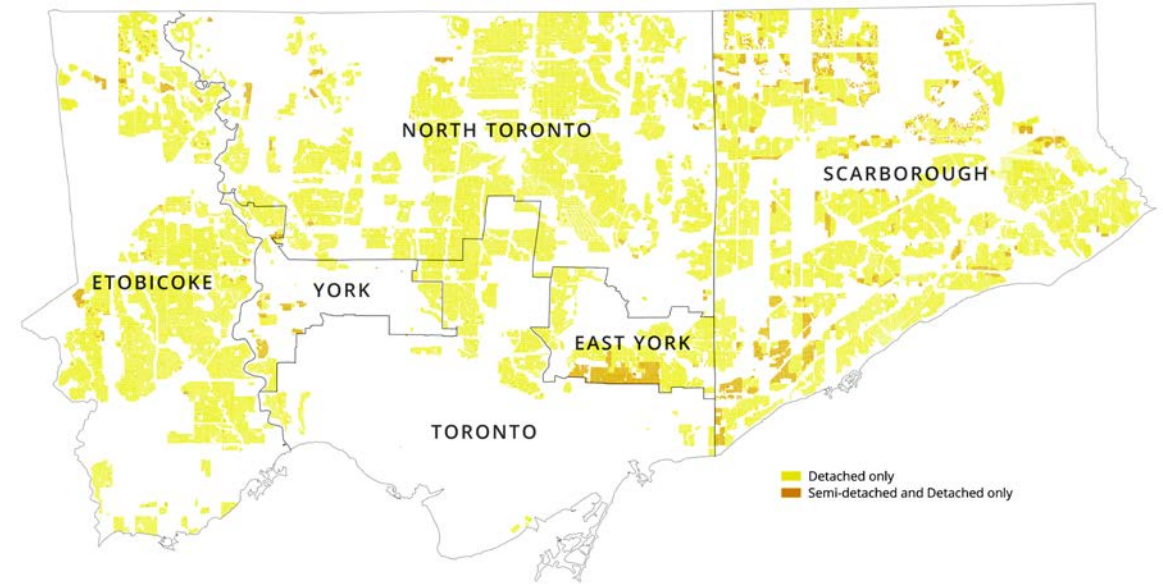 NORTH TORONTO
SCARBOROUGH
ETOBICOKE
YORK
EAST YORK
TORONTO
Detached only
Semi-detached and Detached only